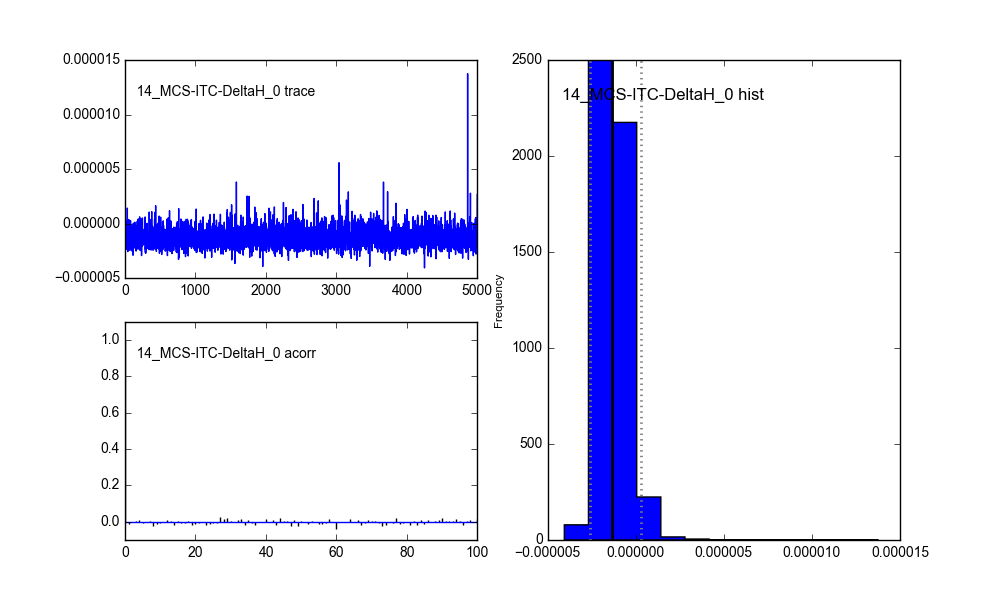 0.000015
0.000010
0.000005
0.000000
−0.000005
14_MCS-ITC-DeltaH_0 trace
0 1000 2000 3000 4000 5000
1.0
0.8
0.6
0.4
0.2
0.0
14_MCS-ITC-DeltaH_0 acorr
0 20 40 60 80 100
Frequency
2500
2000
1500
1000
500
0
14_MCS-ITC-DeltaH_0 hist
−0.000005 0.000000 0.000005 0.000010 0.000015